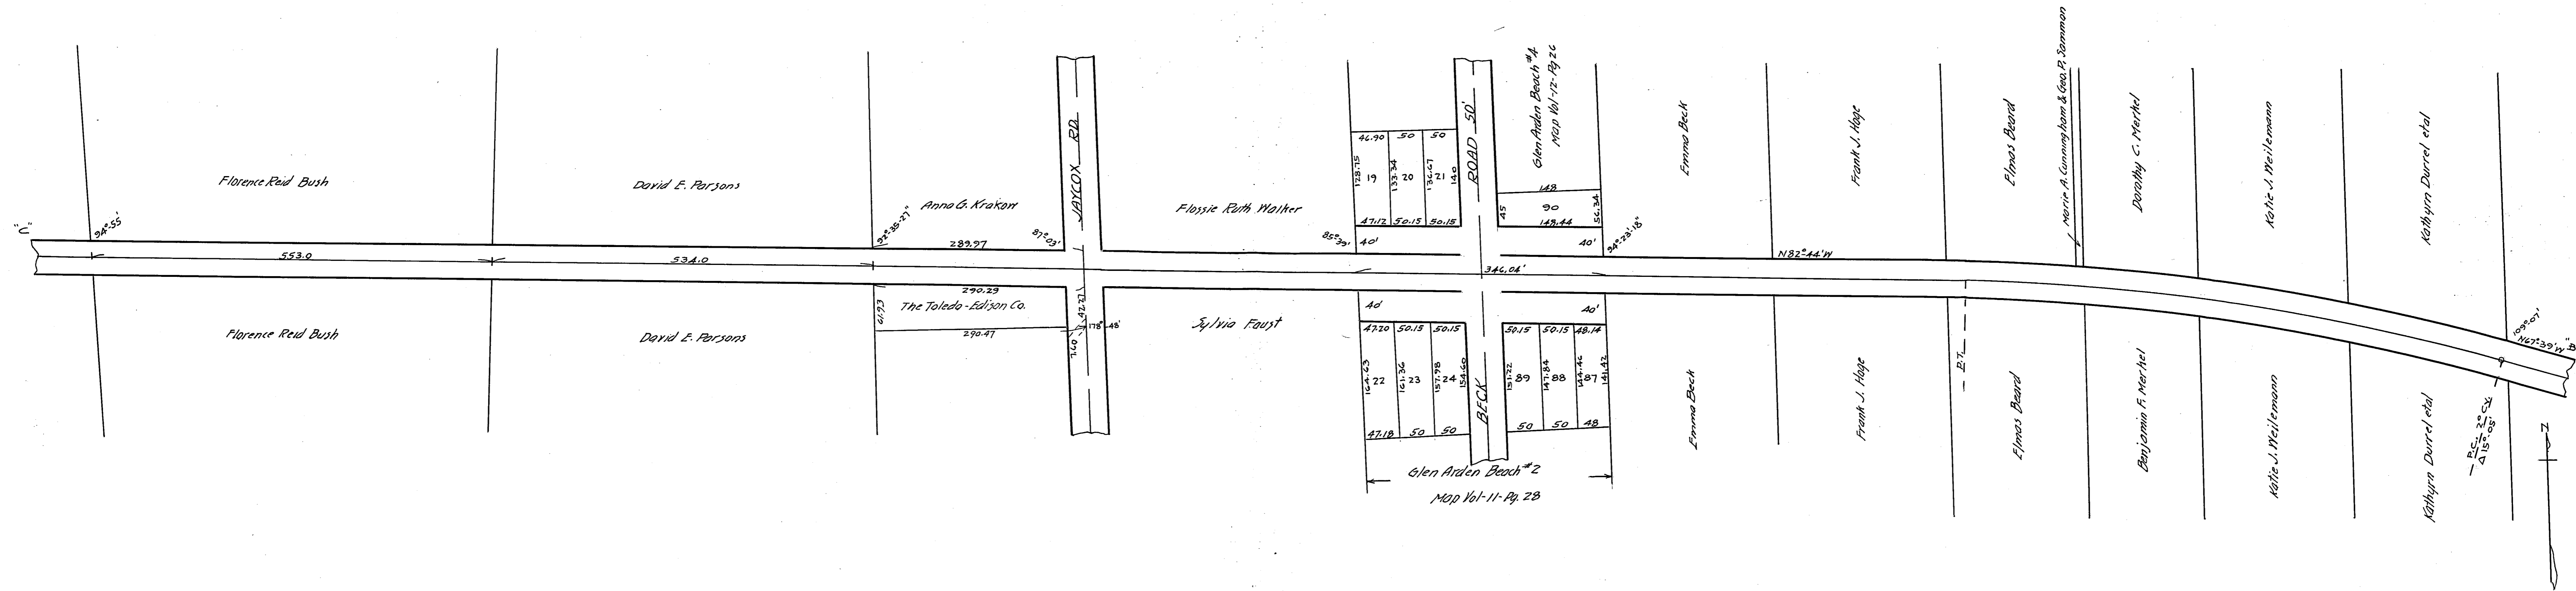 "C"
94°-55'
Florence Reid Bush
553.0
Florence Reid Bush
David E. Parsons
534.0
David E. Parsons
92°-35'-27"
Anna G. Krakow
289.97
87°-03'
290.29
61.93
The Toledo-Edison Co.
290.47
JAYCOX RD.
42.27
7.60
178°-48'
Flossie Ruth Walker
Sylvia Faust
85°-39'
46.90 50 50
128.75
19
133.34
20
136.67
21
140
47.12 50.15 50.15
40'
ROAD 50'
Glen Arden Beach #4
Map Vol-12-Pg 26
148
45
90
56.34
148.44
40'
94°-23'-18"
346.04'
40'
40'
47.20 50.15 50.15
164.63
22
161.36
23
157.98
24
154.60
47.18 50 50
BECK
50.15 50.15 48.14
151.22
89
147.84
88
144.46
87
141.42
50 50 48
Glen Arden Beach #2
Map Vol-11-Pg. 28
Emma Beck
Emma Beck
Frank J. Hoge
N82°-44'W
Frank J. Hoge
Elmas Beard
P.T.
Elmas Beard
Marie A. Cunningham & Geo. P. Sammon
Dorothy C. Merkel
Benjamin F. Merkel
Katie J. Weilemann
Katie J. Weilemann
Kathyrn Durrel etal
Kathyrn Durrel etal
109°-07'
N67°-39'W
"B
P.C. 2° Cv.
Δ 15°-05'